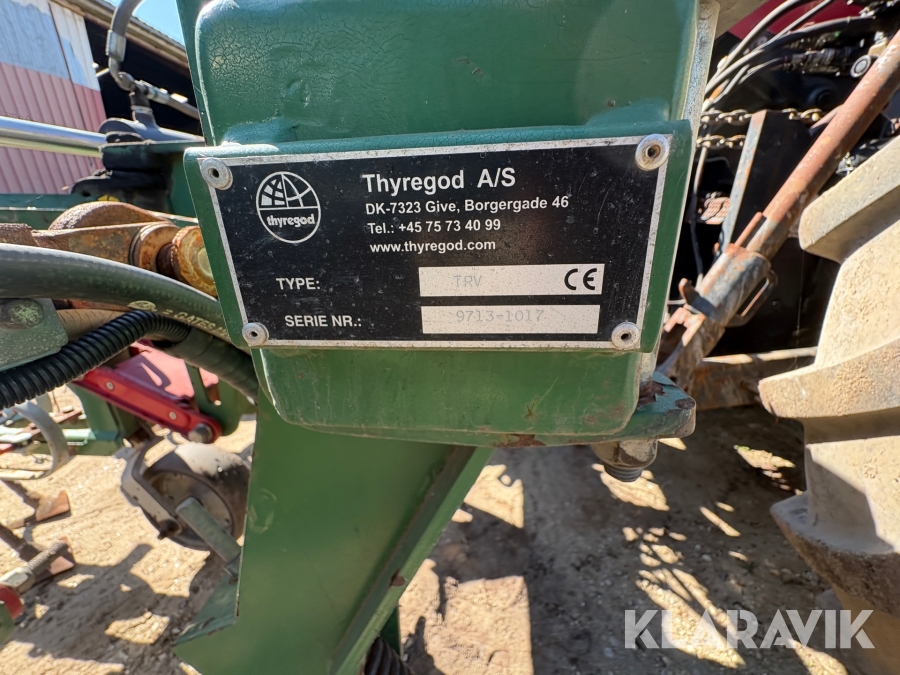 thyregod
Thyregod A/S
DK-7323 Give, Borgergade 46
Tel.: +45 75 73 40 99
www.thyregod.com
TYPE: TRV CE
SERIE NR.: 9713-1017
KLARAVIK